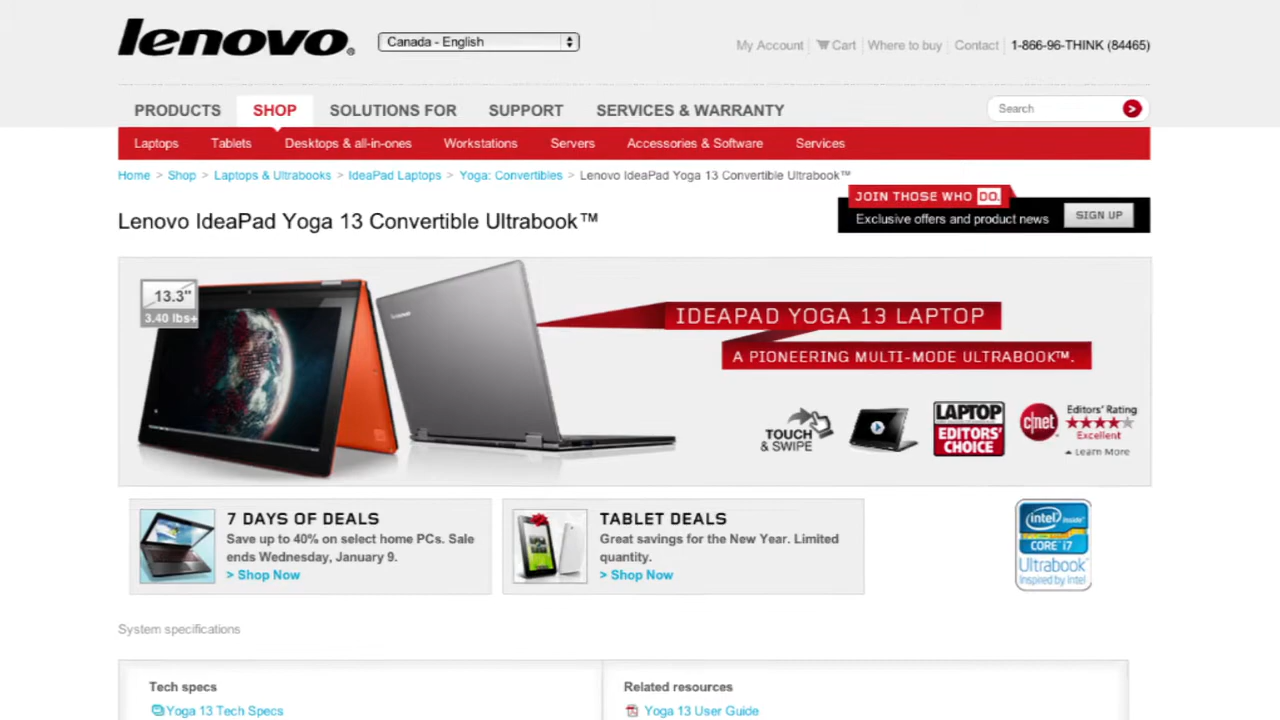 lenovo
Canada - English
My Account
Cart
Where to buy
Contact
1-866-96-THINK (84465)
PRODUCTS
SHOP
SOLUTIONS FOR
SUPPORT
SERVICES & WARRANTY
Search
Laptops
Tablets
Desktops & all-in-ones
Workstations
Servers
Accessories & Software
Services
Home > Shop > Laptops & Ultrabooks > IdeaPad Laptops > Yoga: Convertibles > Lenovo IdeaPad Yoga 13 Convertible Ultrabook™
JOIN THOSE WHO DO.
Exclusive offers and product news
SIGN UP
Lenovo IdeaPad Yoga 13 Convertible Ultrabook™
13.3"
3.40 lbs+
lenovo
IDEAPAD YOGA 13 LAPTOP
A PIONEERING MULTI-MODE ULTRABOOK™.
TOUCH
& SWIPE
LAPTOP
EDITORS'
CHOICE
c|net
Editors' Rating
Excellent
Learn More
7 DAYS OF DEALS
Save up to 40% on select home PCs. Sale
ends Wednesday, January 9.
> Shop Now
TABLET DEALS
Great savings for the New Year. Limited
quantity.
> Shop Now
intel inside™
CORE™ i7
Ultrabook™
Inspired by Intel
System specifications
Tech specs
Yoga 13 Tech Specs
Related resources
Yoga 13 User Guide